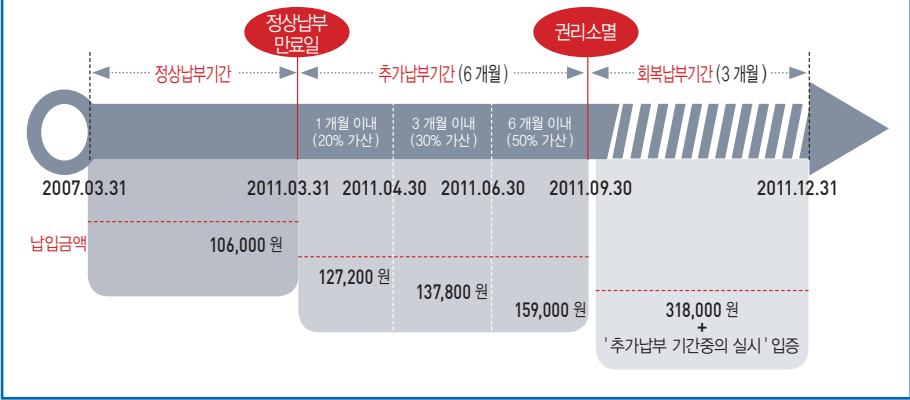 정상납부
만료일
권리소멸
정상납부기간
추가납부기간 (6 개월)
회복납부기간 (3 개월)
1 개월 이내
(20% 가산)
3 개월 이내
(30% 가산)
6 개월 이내
(50% 가산)
2007.03.31
2011.03.31
2011.04.30
2011.06.30
2011.09.30
2011.12.31
납입금액
106,000 원
127,200 원
137,800 원
159,000 원
318,000 원
+
'추가납부 기간중의 실시' 입증